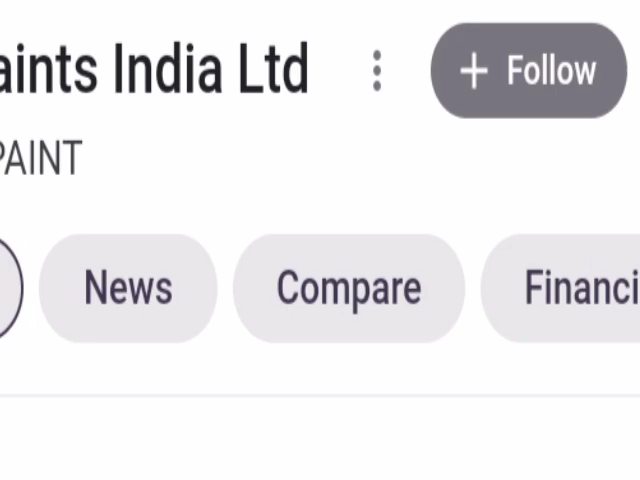 aints India Ltd
+ Follow
PAINT
News Compare Financi